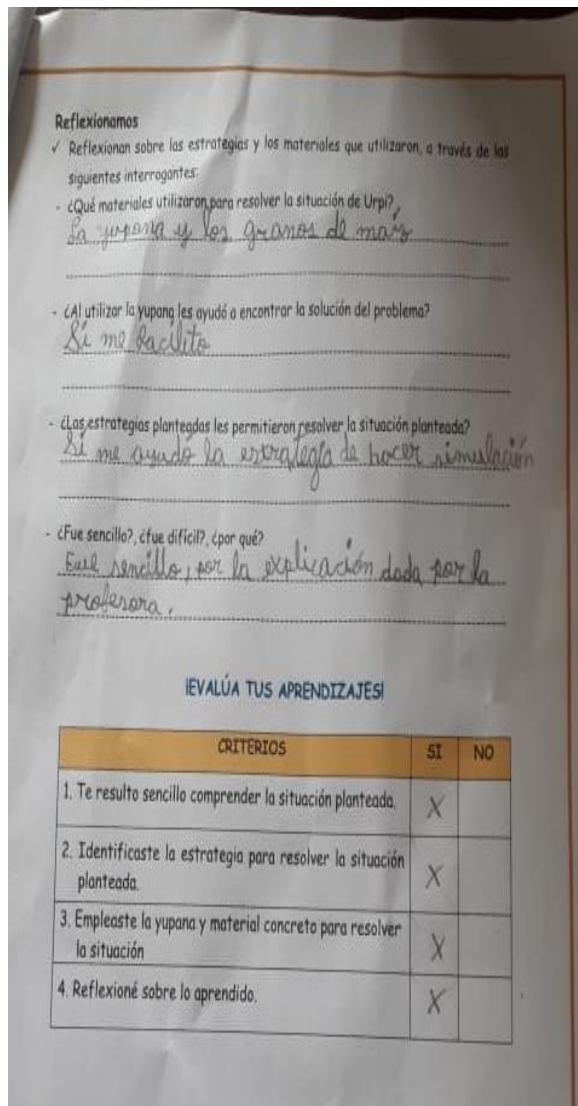 Reflexionamos
✓ Reflexionan sobre las estrategias y los materiales que utilizaron, a través de las
siguientes interrogantes:
- ¿Qué materiales utilizaron para resolver la situación de Urpi?
La yupana y los granos de maiz
- ¿Al utilizar la yupana les ayudó a encontrar la solución del problema?
Si me facilito
- ¿Las estrategias planteadas les permitieron resolver la situación planteada?
Si me ayudo la estrategia de hacer simulación
- ¿Fue sencillo?, ¿fue difícil?, ¿por qué?
Fue sencillo, por la explicación dada por la
profesora.
¡EVALÚA TUS APRENDIZAJES!
CRITERIOS SI NO
1. Te resulto sencillo comprender la situación planteada. X
2. Identificaste la estrategia para resolver la situación
planteada. X
3. Empleaste la yupana y material concreto para resolver
la situación X
4. Reflexioné sobre lo aprendido. X